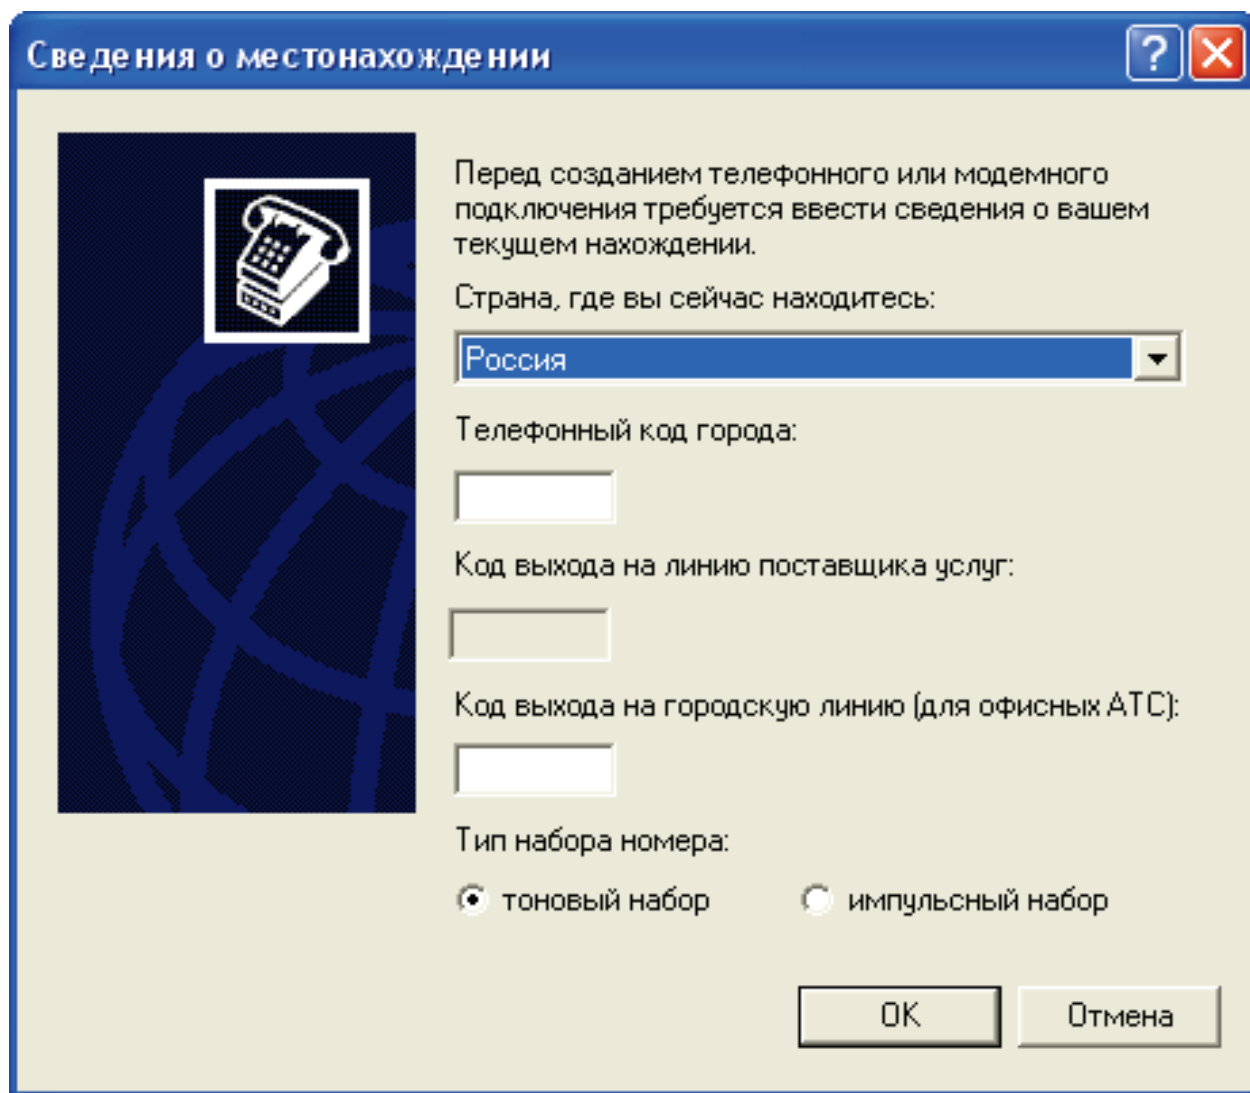 Сведения о местонахождении
Перед созданием телефонного или модемного
подключения требуется ввести сведения о вашем
текущем нахождении.
Страна, где вы сейчас находитесь:
Россия
Телефонный код города:
Код выхода на линию поставщика услуг:
Код выхода на городскую линию (для офисных АТС):
Тип набора номера:
тоновый набор импульсный набор
ОК Отмена